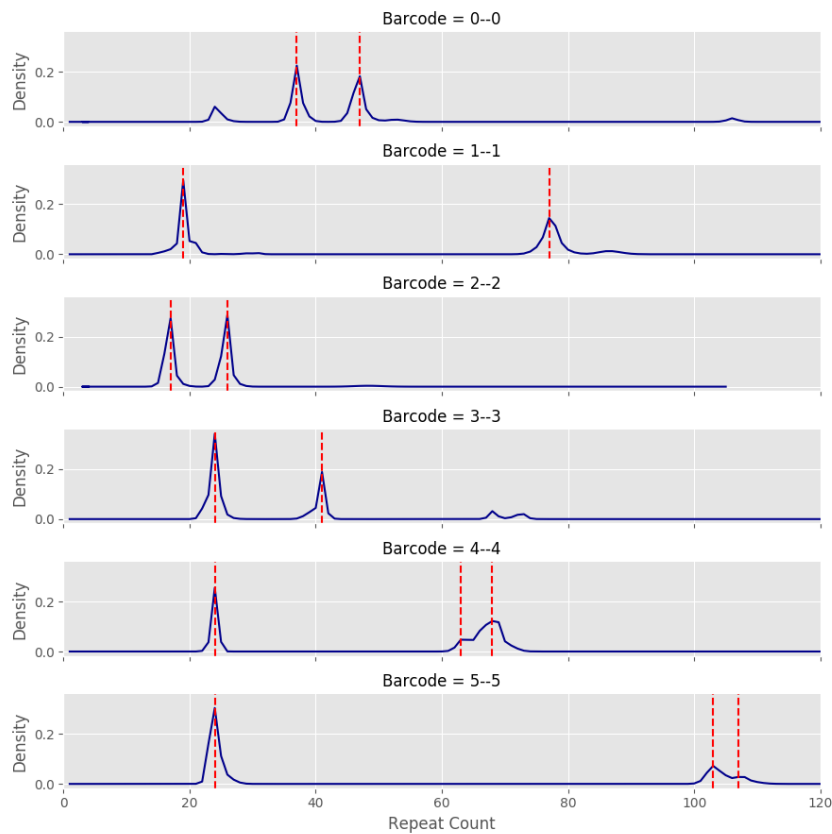 Barcode = 0--0
Density
0.2
0.0
Barcode = 1--1
Density
0.2
0.0
Barcode = 2--2
Density
0.2
0.0
Barcode = 3--3
Density
0.2
0.0
Barcode = 4--4
Density
0.2
0.0
Barcode = 5--5
Density
0.2
0.0
0 20 40 60 80 100 120
Repeat Count